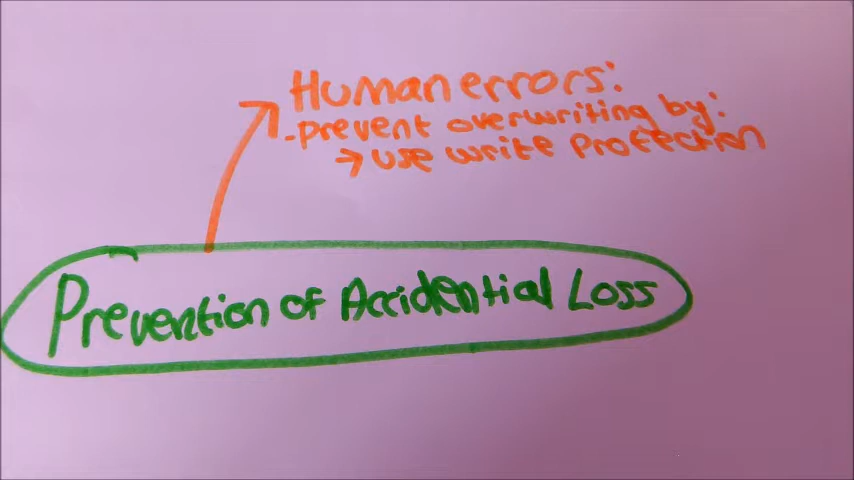 Human errors:
-prevent overwriting by:
→ use write protection
Prevention of Accidential Loss